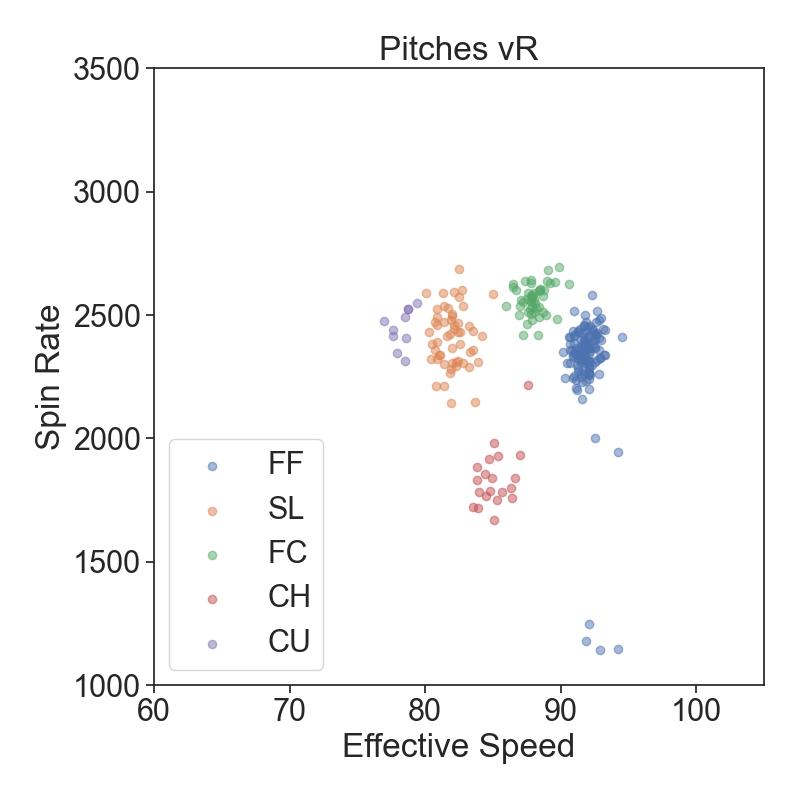 Pitches vR
3500
3000
2500
2000
1500
1000
Spin Rate
FF
SL
FC
CH
CU
60 70 80 90 100
Effective Speed